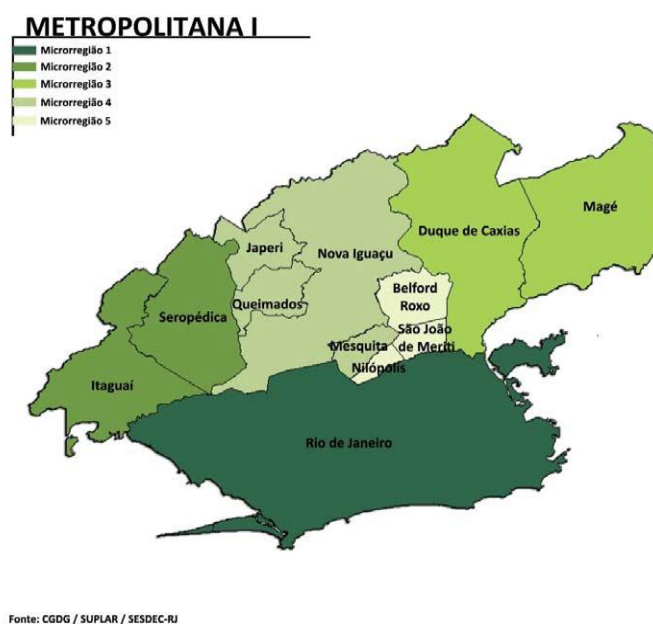 METROPOLITANA I
Microrregião 1
Microrregião 2
Microrregião 3
Microrregião 4
Microrregião 5
Magé
Duque de Caxias
Japeri
Nova Iguaçu
Belford
Roxo
Queimados
Seropédica
São João
de Meriti
Mesquita
Nilópolis
Itaguaí
Rio de Janeiro
Fonte: CGDG / SUPLAR / SESDEC-RJ